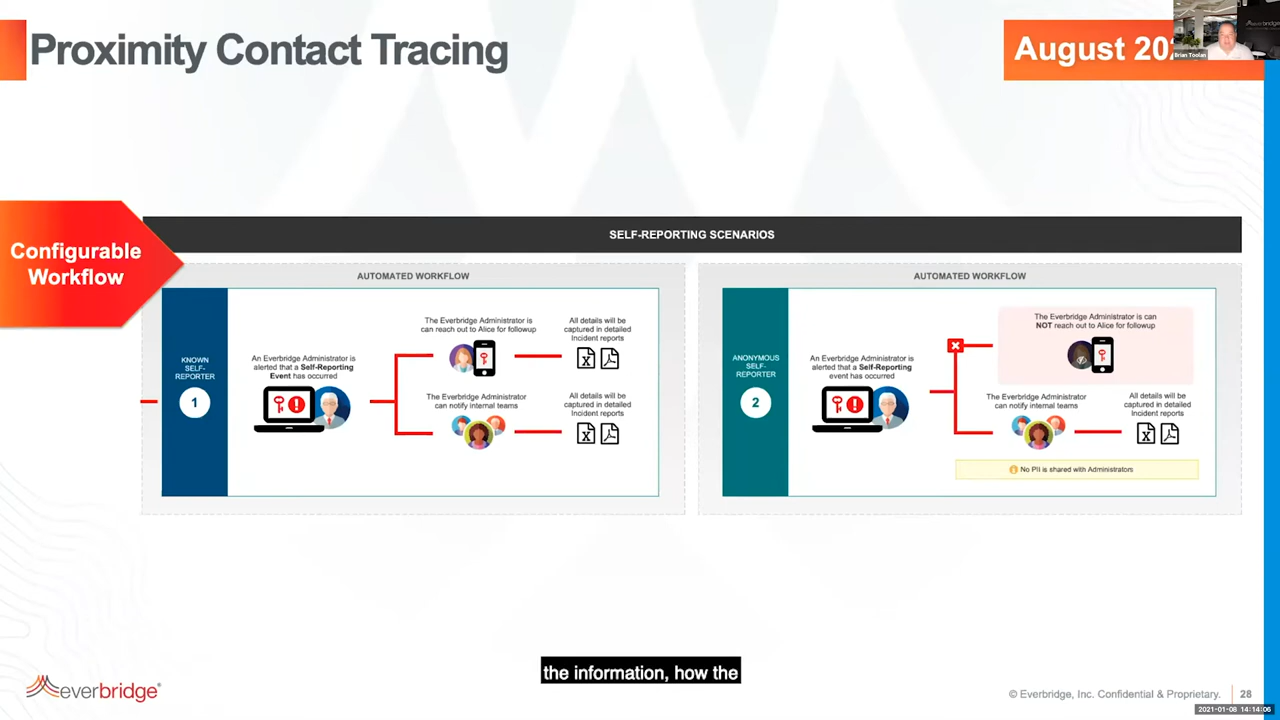 Proximity Contact Tracing
August 20
Brian Toolan
Configurable
Workflow
SELF-REPORTING SCENARIOS
AUTOMATED WORKFLOW
KNOWN
SELF-
REPORTER
1
An Everbridge Administrator is
alerted that a Self-Reporting
Event has occurred
The Everbridge Administrator is
can reach out to Alice for followup
All details will be
captured in detailed
Incident reports
X
The Everbridge Administrator
can notify internal teams
All details will be
captured in detailed
Incident reports
X
AUTOMATED WORKFLOW
ANONYMOUS
SELF-
REPORTER
2
An Everbridge Administrator is
alerted that a Self-Reporting
event has occurred
The Everbridge Administrator is can
NOT reach out to Alice for followup
The Everbridge Administrator
can notify internal teams
All details will be
captured in detailed
Incident reports
X
No PII is shared with Administrators
the information, how the
everbridge®
© Everbridge, Inc. Confidential & Proprietary.
28
2021-01-08 14:14:06